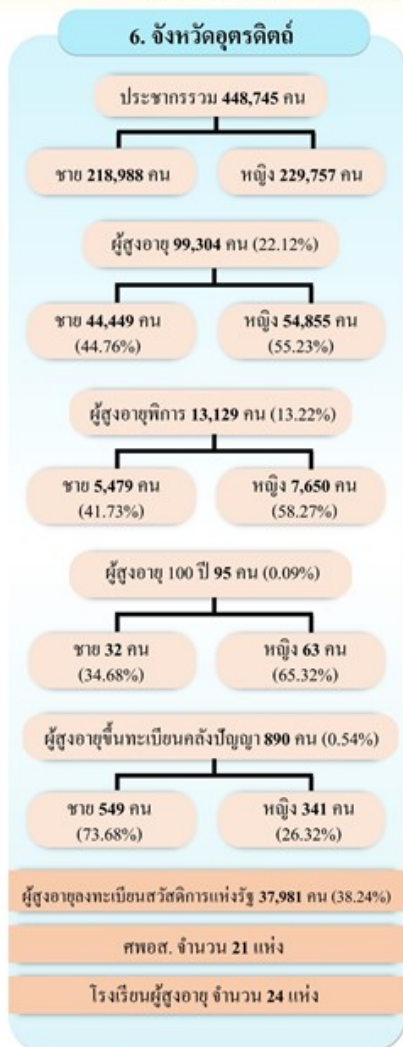 6. จังหวัดอุตรดิตถ์
ประชากรรวม 448,745 คน
ชาย 218,988 คน
หญิง 229,757 คน
ผู้สูงอายุ 99,304 คน (22.12%)
ชาย 44,449 คน
(44.76%)
หญิง 54,855 คน
(55.23%)
ผู้สูงอายุพิการ 13,129 คน (13.22%)
ชาย 5,479 คน
(41.73%)
หญิง 7,650 คน
(58.27%)
ผู้สูงอายุ 100 ปี 95 คน (0.09%)
ชาย 32 คน
(34.68%)
หญิง 63 คน
(65.32%)
ผู้สูงอายุขึ้นทะเบียนคลังปัญญา 890 คน (0.54%)
ชาย 549 คน
(73.68%)
หญิง 341 คน
(26.32%)
ผู้สูงอายุลงทะเบียนสวัสดิการแห่งรัฐ 37,981 คน (38.24%)
ศพอส. จำนวน 21 แห่ง
โรงเรียนผู้สูงอายุ จำนวน 24 แห่ง